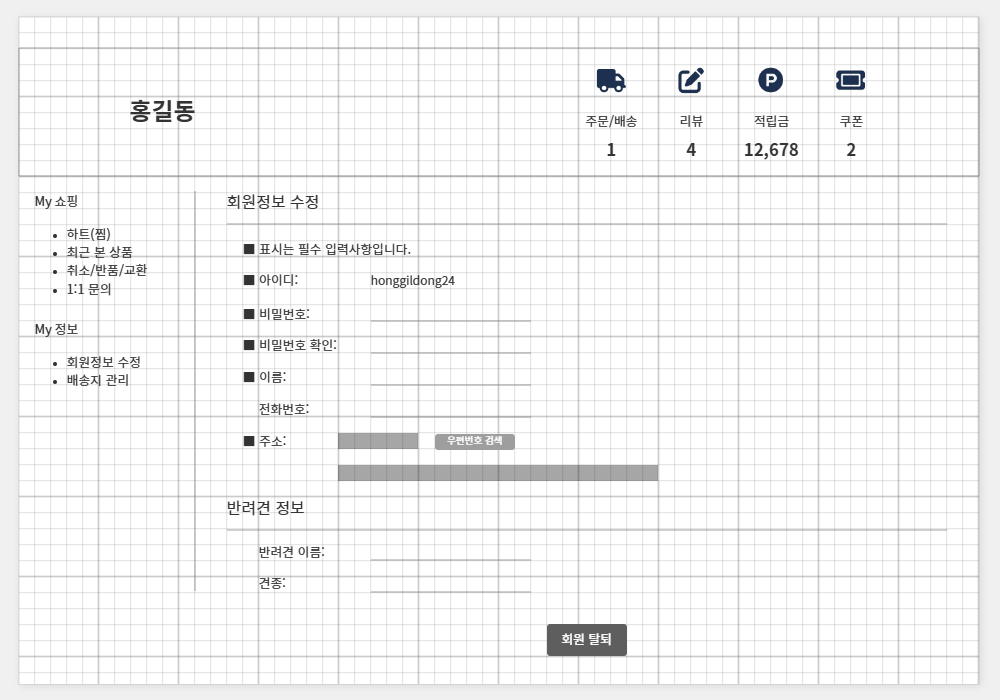 홍길동
주문/배송 리뷰 적립금 쿠폰
1 4 12,678 2
My 쇼핑
하트(찜)
최근 본 상품
취소/반품/교환
1:1 문의
My 정보
회원정보 수정
배송지 관리
회원정보 수정
■ 표시는 필수 입력사항입니다.
■ 아이디: honggildong24
■ 비밀번호:
■ 비밀번호 확인:
■ 이름:
전화번호:
■ 주소: 우편번호 검색
반려견 정보
반려견 이름:
견종:
회원 탈퇴